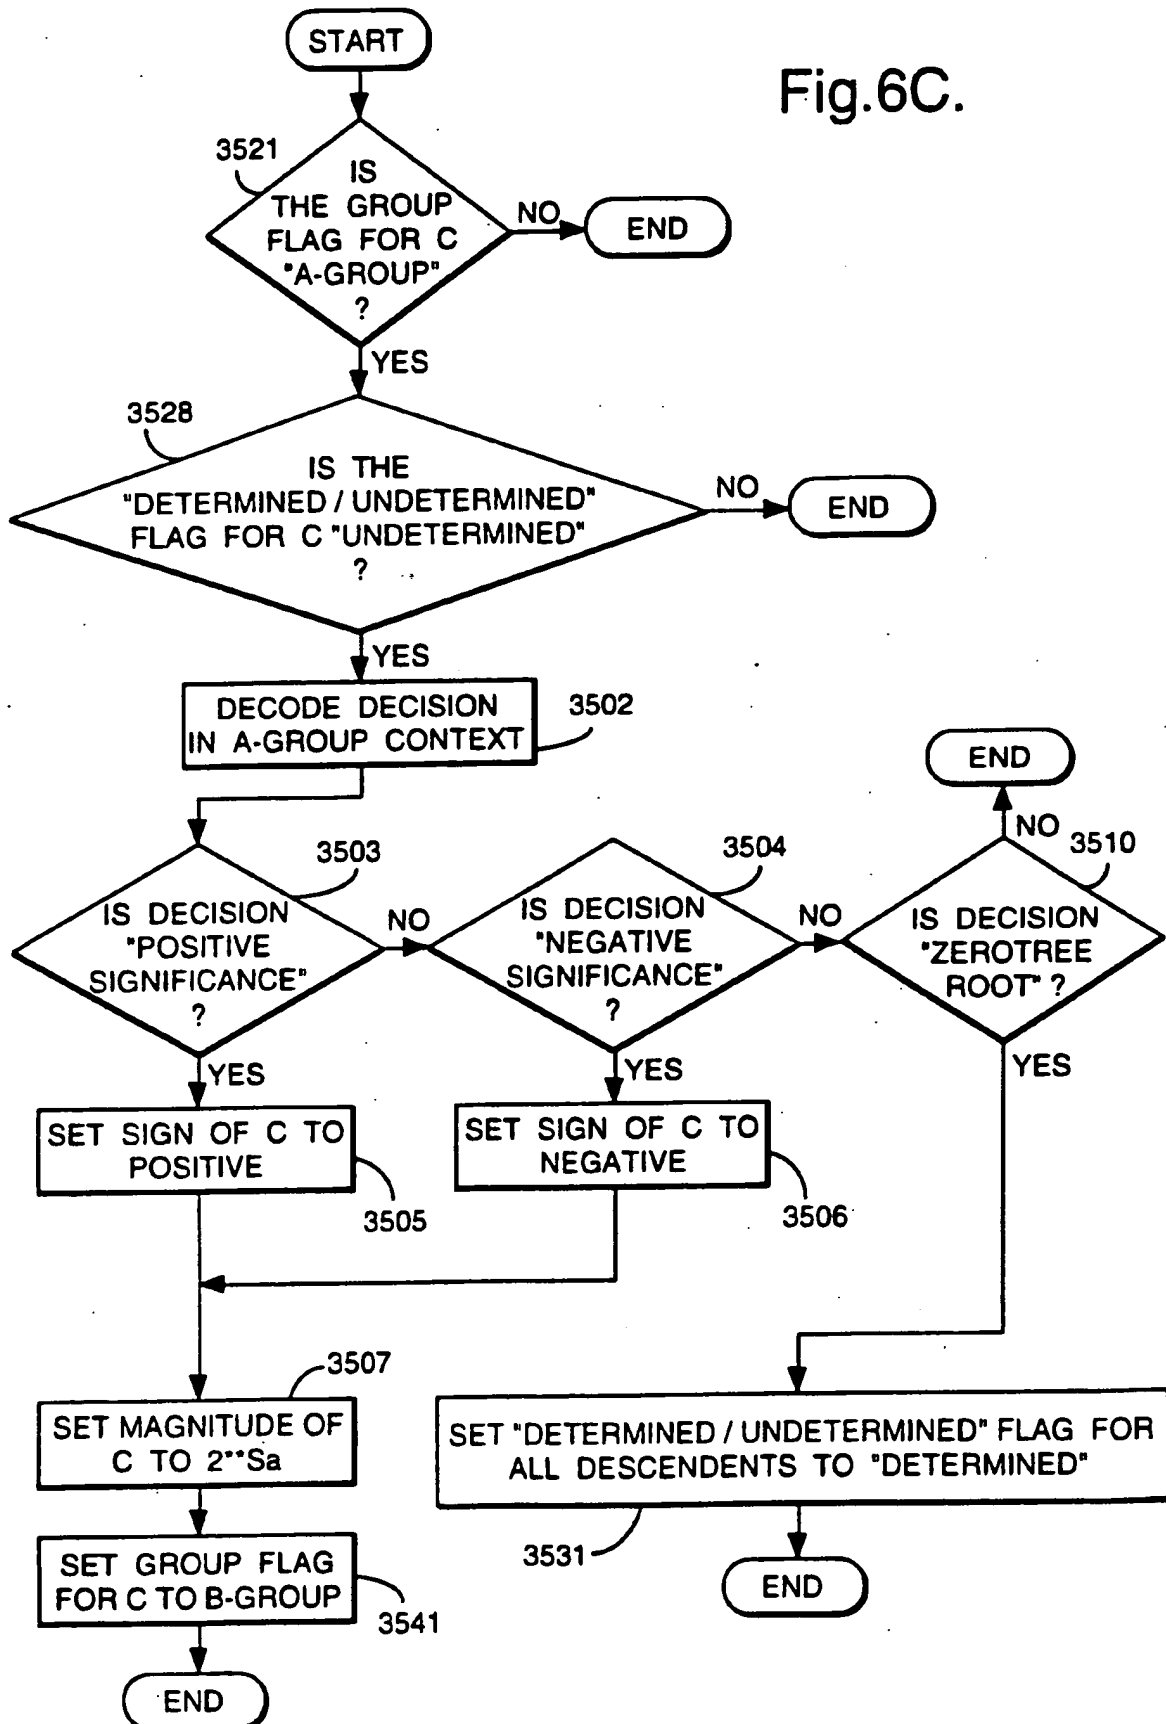 START
Fig.6C.
3521
IS
THE GROUP
FLAG FOR C
"A-GROUP"
?
NO
END
YES
3528
IS THE
"DETERMINED / UNDETERMINED"
FLAG FOR C "UNDETERMINED"
?
NO
END
YES
DECODE DECISION
IN A-GROUP CONTEXT
3502
END
NO
3503
IS DECISION
"POSITIVE
SIGNIFICANCE"
?
NO
3504
IS DECISION
"NEGATIVE
SIGNIFICANCE"
?
NO
3510
IS DECISION
"ZEROTREE
ROOT" ?
YES
YES
YES
SET SIGN OF C TO
POSITIVE
3505
SET SIGN OF C TO
NEGATIVE
3506
3507
SET MAGNITUDE OF
C TO 2**Sa
SET "DETERMINED / UNDETERMINED" FLAG FOR
ALL DESCENDENTS TO "DETERMINED"
3531
END
SET GROUP FLAG
FOR C TO B-GROUP
3541
END